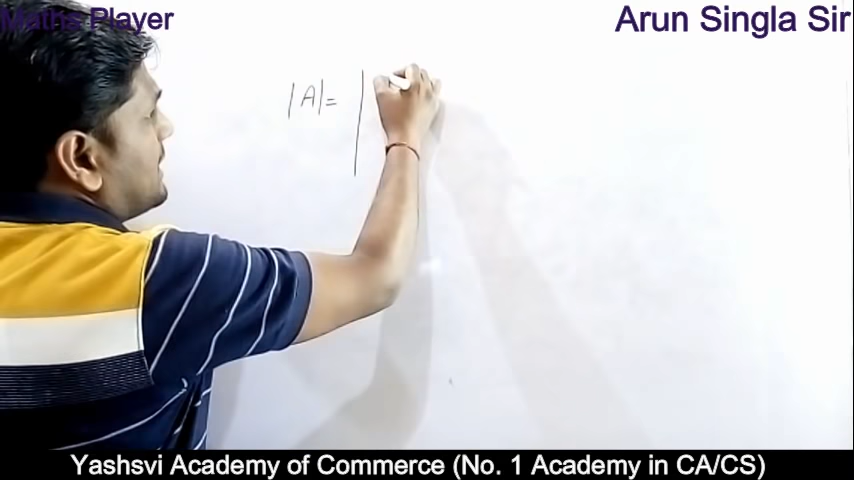 Maths Player
Arun Singla Sir
|A|= |
Yashsvi Academy of Commerce (No. 1 Academy in CA/CS)